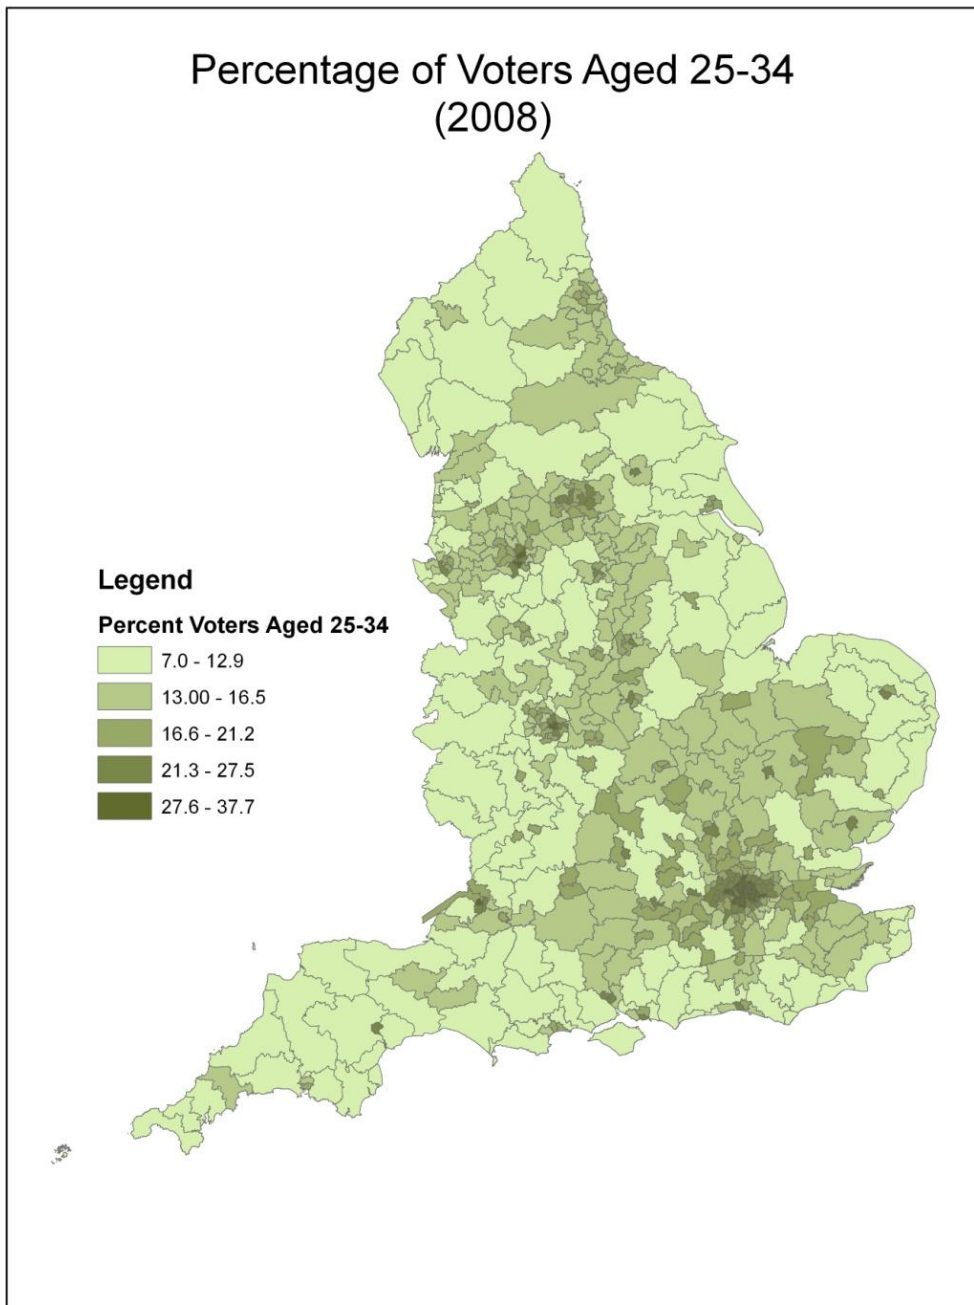 Percentage of Voters Aged 25-34
(2008)
Legend
Percent Voters Aged 25-34
7.0 - 12.9
13.00 - 16.5
16.6 - 21.2
21.3 - 27.5
27.6 - 37.7